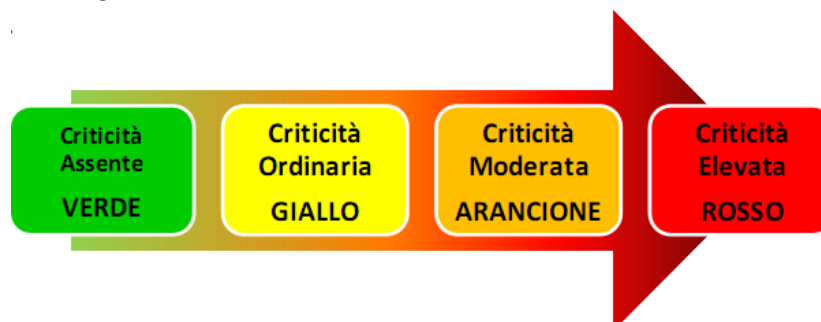 Criticità
Assente
VERDE
Criticità
Ordinaria
GIALLO
Criticità
Moderata
ARANCIONE
Criticità
Elevata
ROSSO